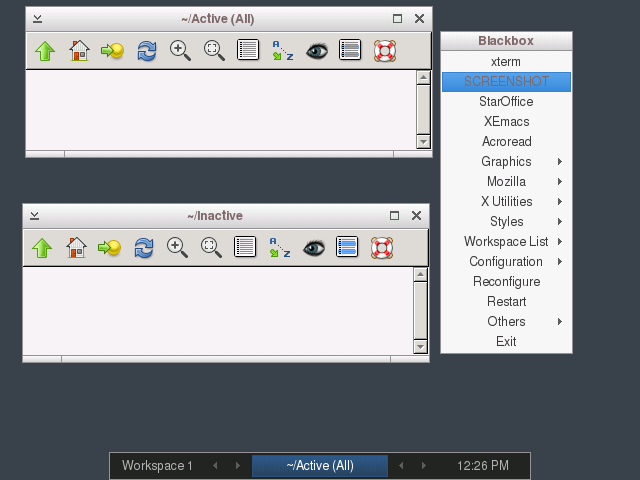 ~/Active (All)
~/Inactive
Blackbox
xterm
SCREENSHOT
StarOffice
XEmacs
Acroread
Graphics
Mozilla
X Utilities
Styles
Workspace List
Configuration
Reconfigure
Restart
Others
Exit
Workspace 1
~/Active (All)
12:26 PM